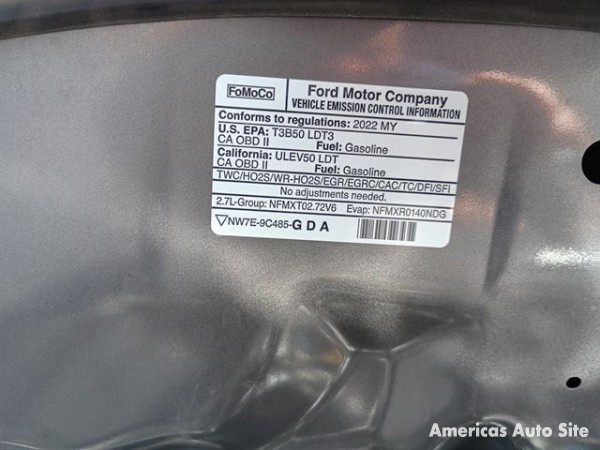 FoMoCo
Ford Motor Company
VEHICLE EMISSION CONTROL INFORMATION
Conforms to regulations: 2022 MY
U.S. EPA: T3B50 LDT3
CA OBD II Fuel: Gasoline
California: ULEV50 LDT
CA OBD II Fuel: Gasoline
TWC/HO2S/WR-HO2S/EGR/EGRC/CAC/TC/DFI/SFI
No adjustments needed.
2.7L-Group: NFMXT02.72V6 Evap: NFMXR0140NDG
NW7E-9C485-G D A
Americas Auto Site